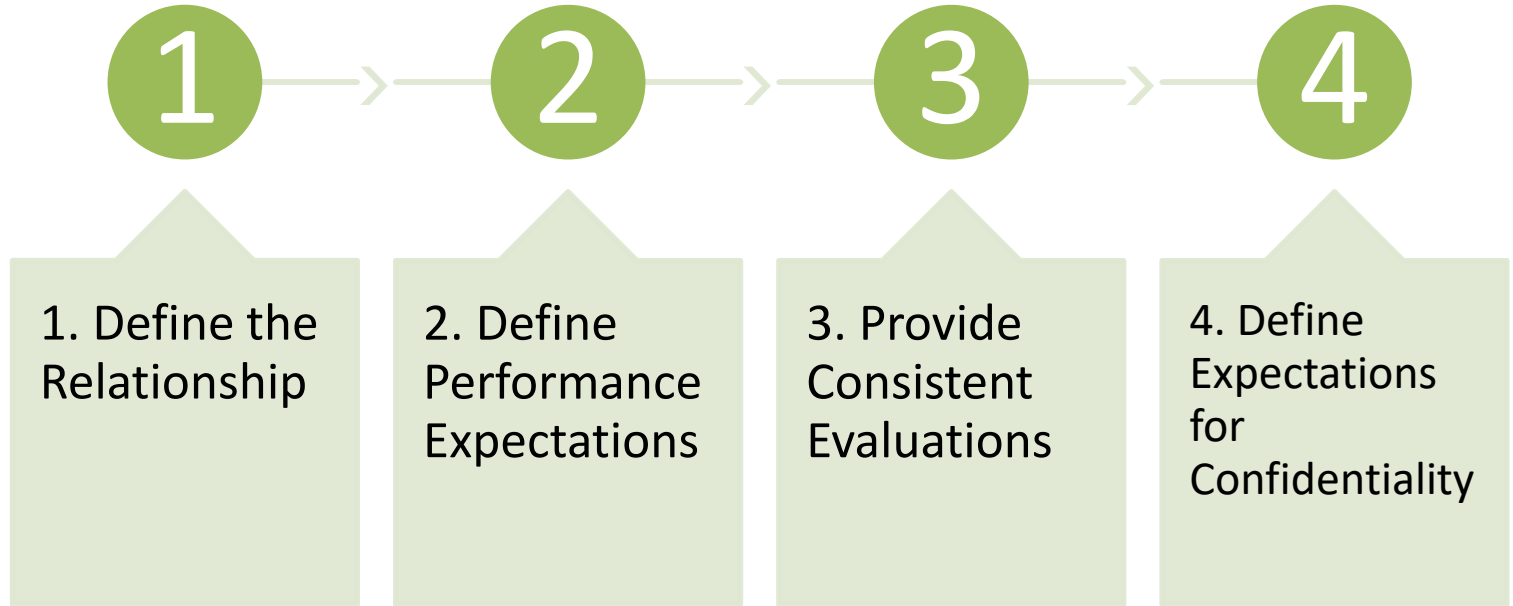 1
2
3
4
1. Define the
Relationship
2. Define
Performance
Expectations
3. Provide
Consistent
Evaluations
4. Define
Expectations
for
Confidentiality